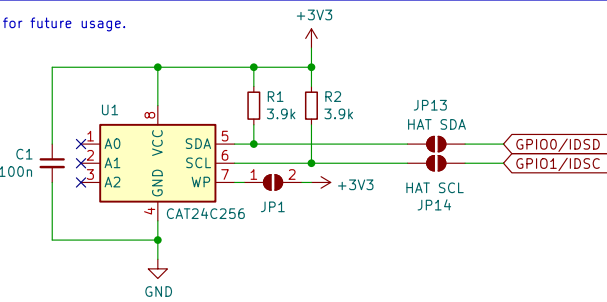 for future usage.
+3V3
R1
3.9k
R2
3.9k
JP13
HAT SDA
U1
8
VCC
C1
100n
1 A0
2 A1
3 A2
SDA 5
SCL 6
WP 7
GPIO0/IDSD
GPIO1/IDSC
1 2
+3V3
JP1
HAT SCL
JP14
GND
4
CAT24C256
GND